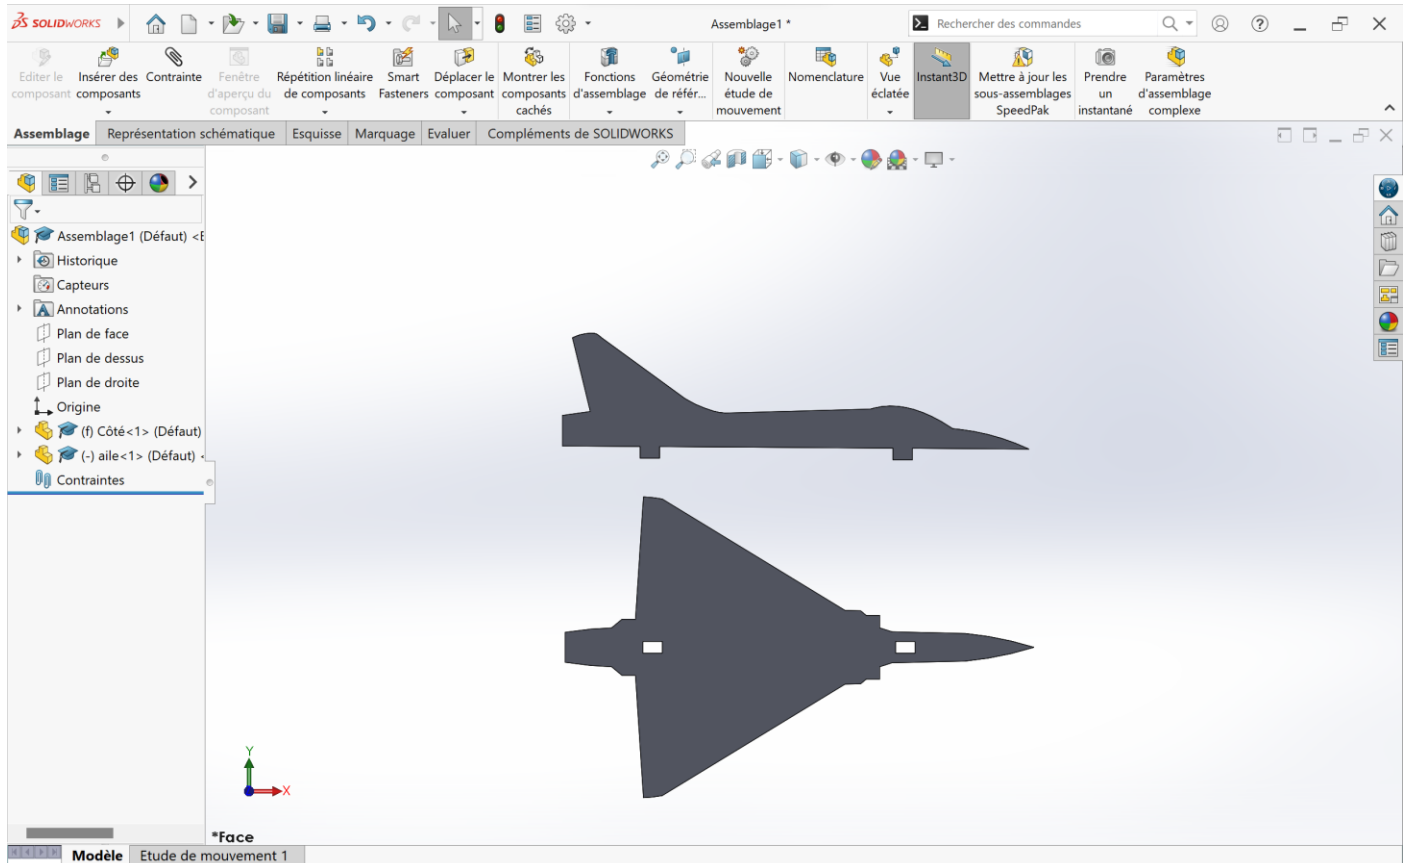 SOLIDWORKS
Assemblage1 *
Rechercher des commandes
Editer le composant
Insérer des composants
Contrainte
Fenêtre d'aperçu du composant
Répétition linéaire de composants
Smart Fasteners
Déplacer le composant
Montrer les composants cachés
Fonctions d'assemblage
Géométrie de référ...
Nouvelle étude de mouvement
Nomenclature
Vue éclatée
Instant3D
Mettre à jour les sous-assemblages SpeedPak
Prendre un instantané
Paramètres d'assemblage complexe
Assemblage
Représentation schématique
Esquisse
Marquage
Evaluer
Compléments de SOLIDWORKS
Assemblage1 (Défaut) <E
Historique
Capteurs
Annotations
Plan de face
Plan de dessus
Plan de droite
Origine
(f) Côté<1> (Défaut)
(-) aile<1> (Défaut) <
Contraintes
Y
X
*Face
Modèle
Etude de mouvement 1